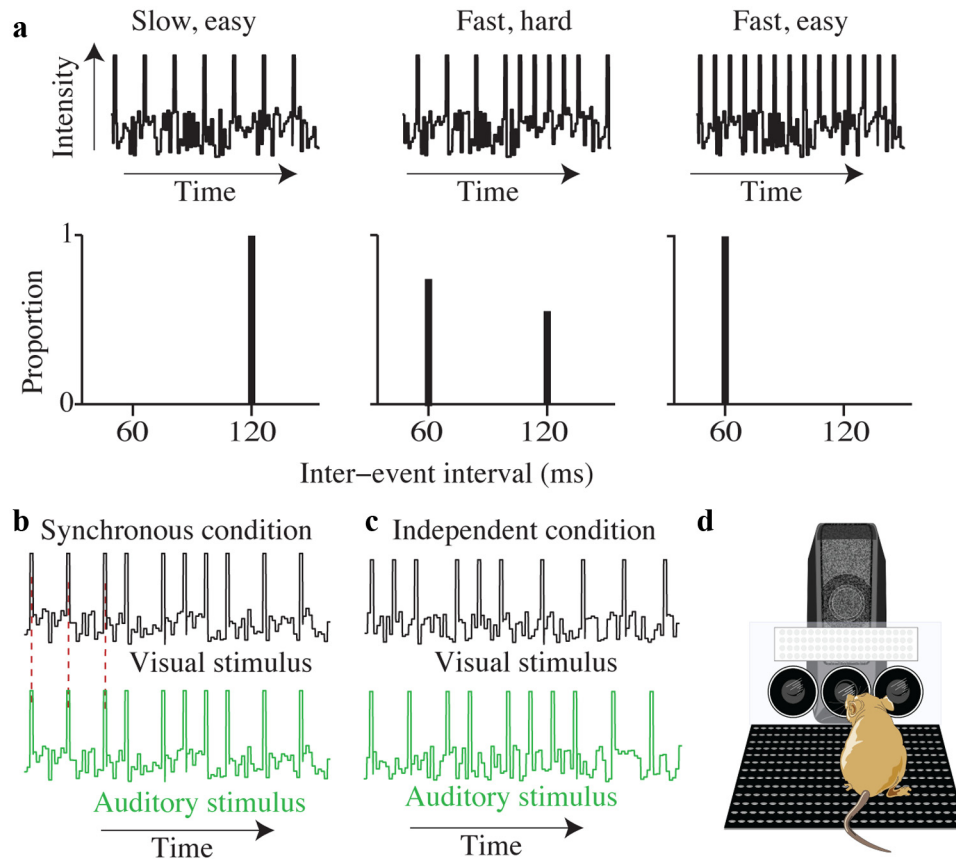 a
Slow, easy
Fast, hard
Fast, easy
Intensity
Time
Time
Time
Proportion
1
0
60
120
60
120
60
120
Inter−event interval (ms)
b
Synchronous condition
Visual stimulus
Auditory stimulus
Time
c
Independent condition
Visual stimulus
Auditory stimulus
Time
d